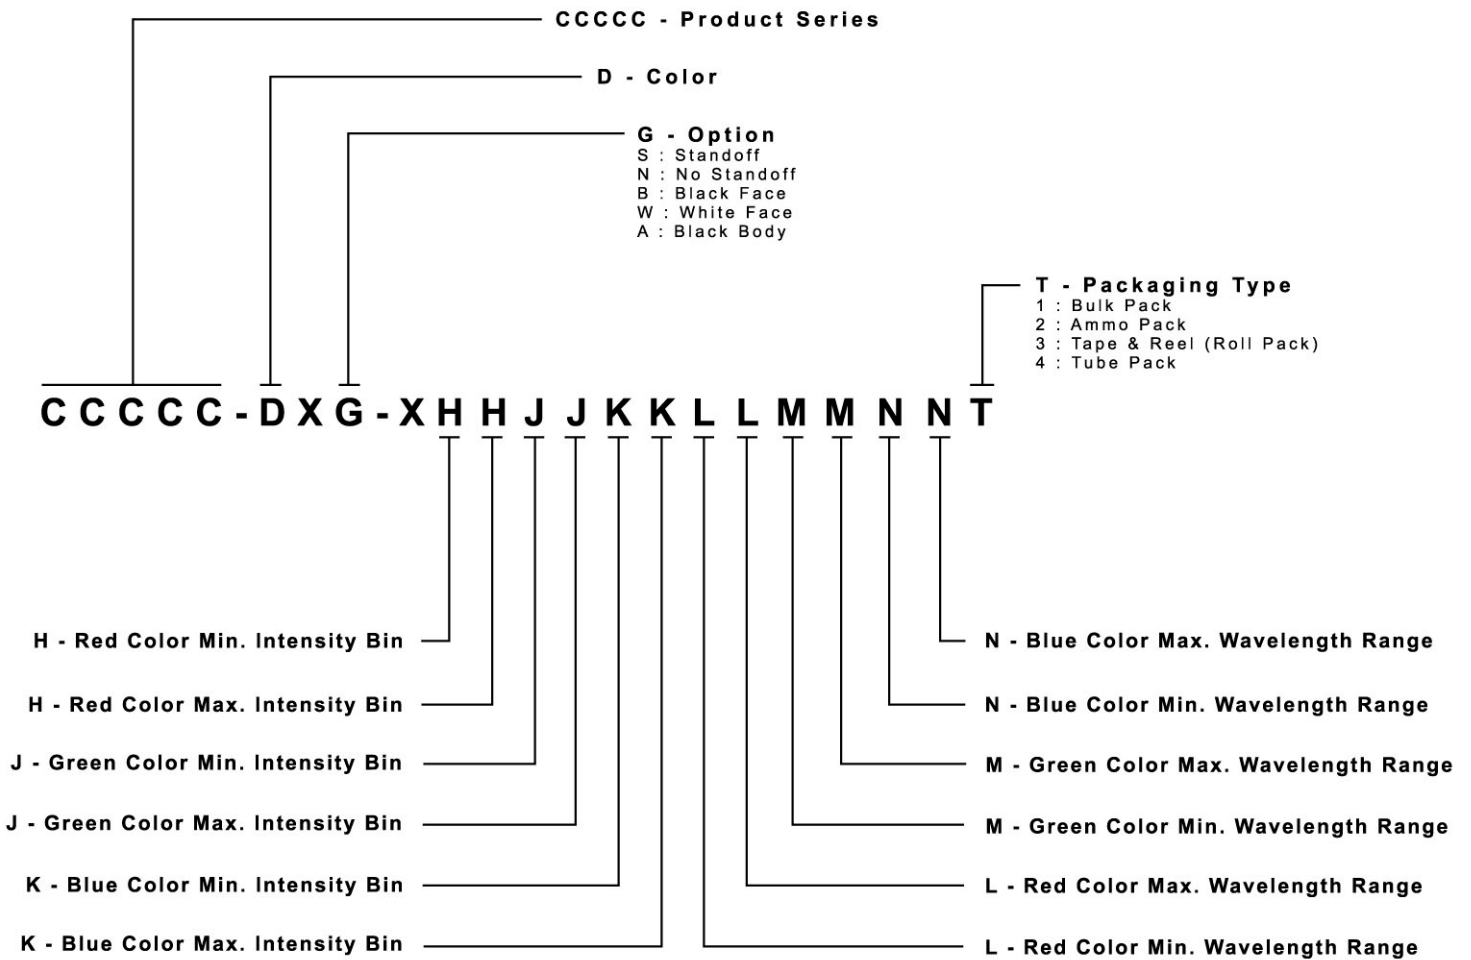 CCCCC - Product Series
D - Color
G - Option
S : Standoff
N : No Standoff
B : Black Face
W : White Face
A : Black Body
T - Packaging Type
1 : Bulk Pack
2 : Ammo Pack
3 : Tape & Reel (Roll Pack)
4 : Tube Pack
C C C C C - D X G - X H H J J K K L L M M N N T
H - Red Color Min. Intensity Bin
H - Red Color Max. Intensity Bin
J - Green Color Min. Intensity Bin
J - Green Color Max. Intensity Bin
K - Blue Color Min. Intensity Bin
K - Blue Color Max. Intensity Bin
N - Blue Color Max. Wavelength Range
N - Blue Color Min. Wavelength Range
M - Green Color Max. Wavelength Range
M - Green Color Min. Wavelength Range
L - Red Color Max. Wavelength Range
L - Red Color Min. Wavelength Range